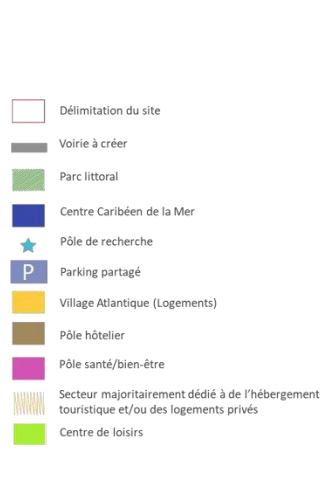 Délimitation du site
Voirie à créer
Parc littoral
Centre Caribéen de la Mer
Pôle de recherche
P Parking partagé
Village Atlantique (Logements)
Pôle hôtelier
Pôle santé/bien-être
Secteur majoritairement dédié à de l'hébergement
touristique et/ou des logements privés
Centre de loisirs